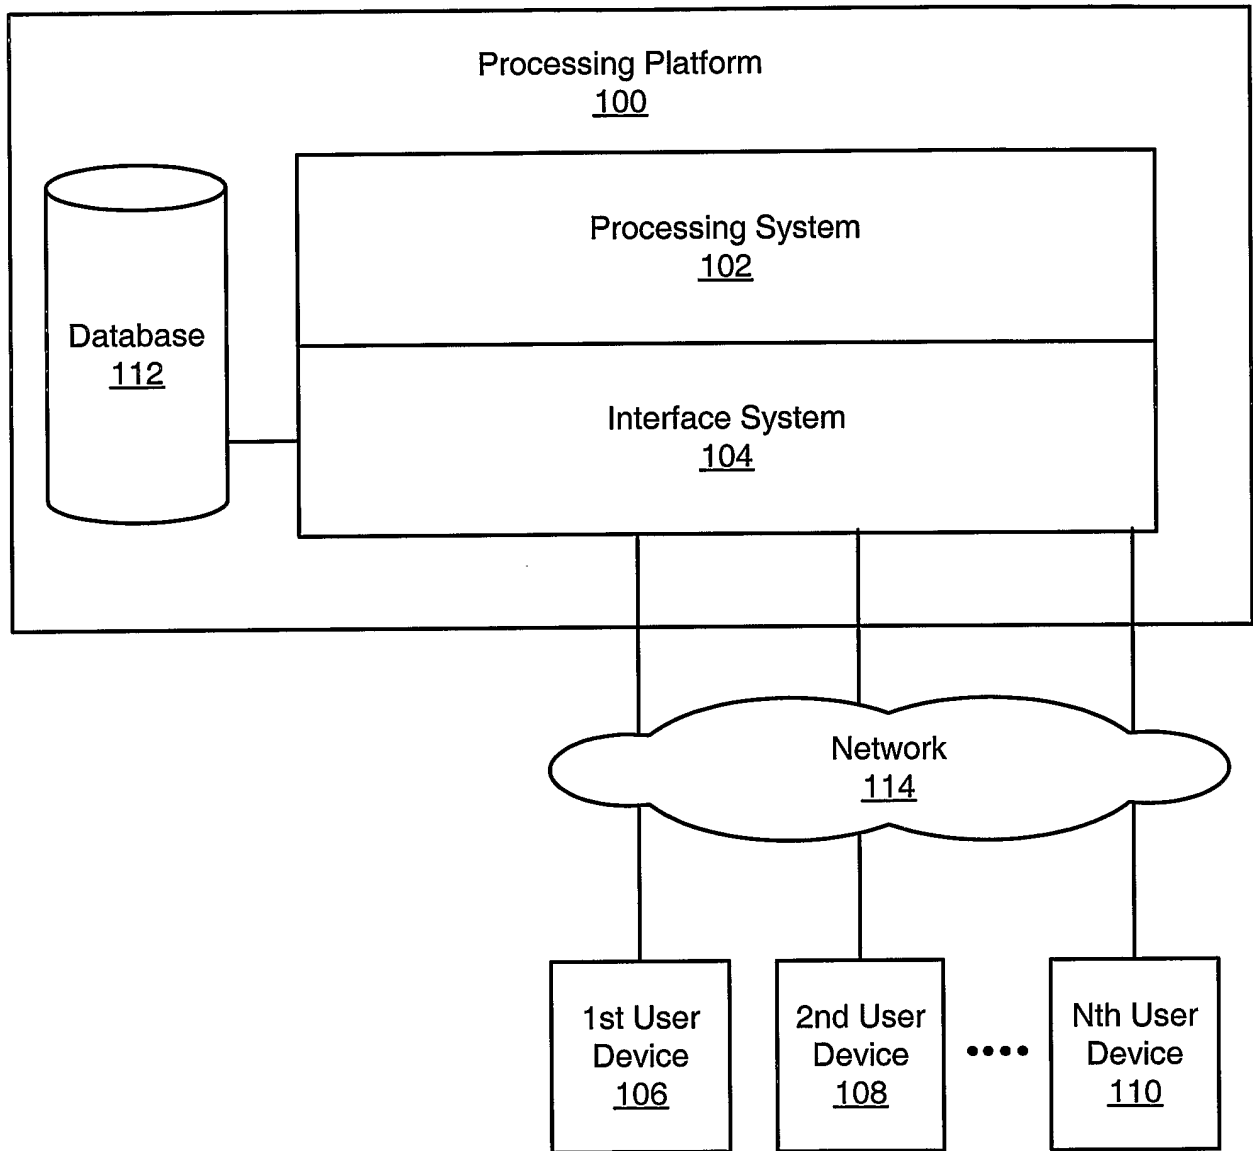 Processing Platform
100
Processing System
102
Database
112
Interface System
104
Network
114
1st User
Device
106
2nd User
Device
108
Nth User
Device
110